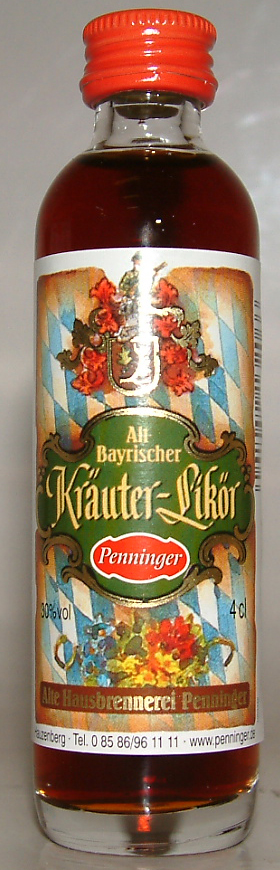 Alt-
Bayrischer
Kräuter-Likör
Penninger
30%vol 4 cl
Alte Hausbrennerei Penninger
auzenberg · Tel. 0 85 86/96 11 11 · www.penninger.de